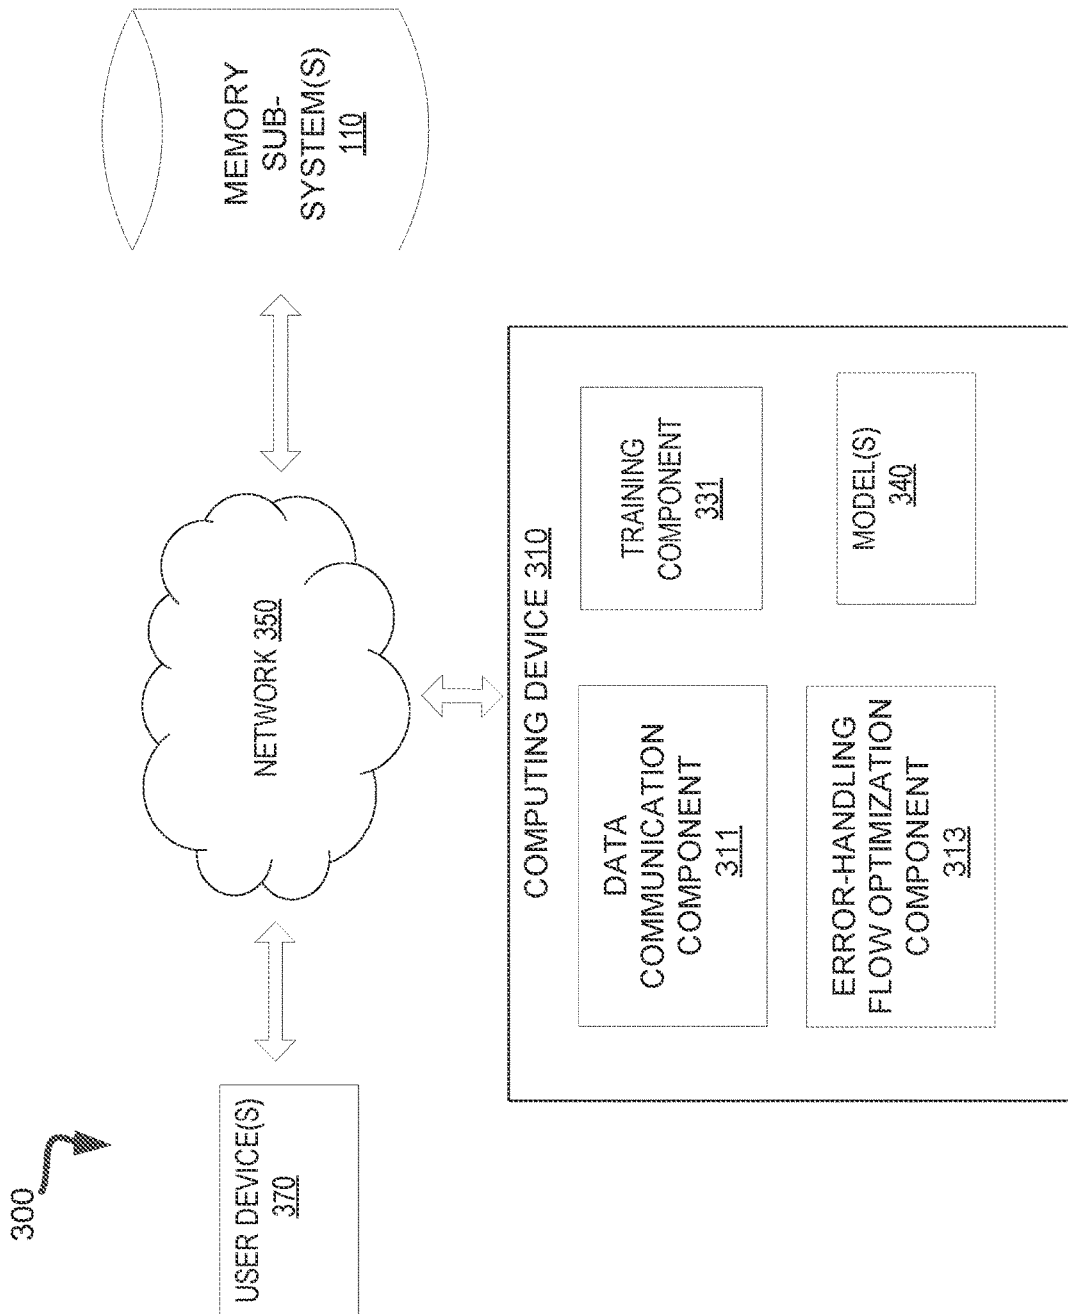 300
USER DEVICE(S)
370
NETWORK 350
MEMORY
SUB-
SYSTEM(S)
110
COMPUTING DEVICE 310
DATA
COMMUNICATION
COMPONENT
311
TRAINING
COMPONENT
331
ERROR-HANDLING
FLOW OPTIMIZATION
COMPONENT
313
MODEL(S)
340